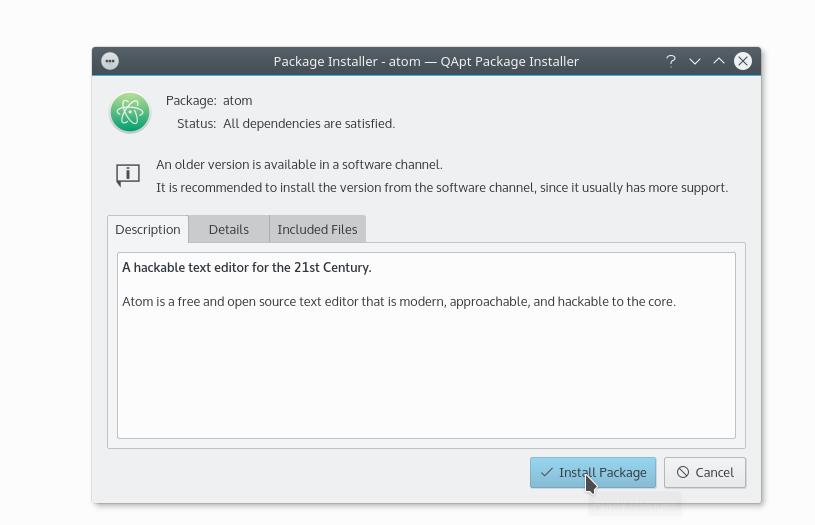 Package Installer - atom — QApt Package Installer
Package: atom
Status: All dependencies are satisfied.
An older version is available in a software channel.
It is recommended to install the version from the software channel, since it usually has more support.
Description Details Included Files
A hackable text editor for the 21st Century.
Atom is a free and open source text editor that is modern, approachable, and hackable to the core.
Install Package Cancel